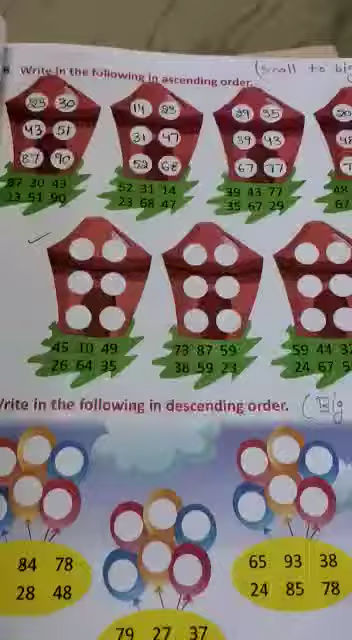 Write in the following in ascending order. (Small to big
23 30
43 51
87 90
87 30 43
23 51 90
14 23
31 47
52 68
52 31 14
23 68 47
29 35
39 43
67 77
39 43 77
35 67 29
45 10 49
26 64 35
73 87 59
38 59 23
59 44
24 67
Write in the following in descending order. (Big
84 78
28 48
79 27 37
65 93 38
24 85 78